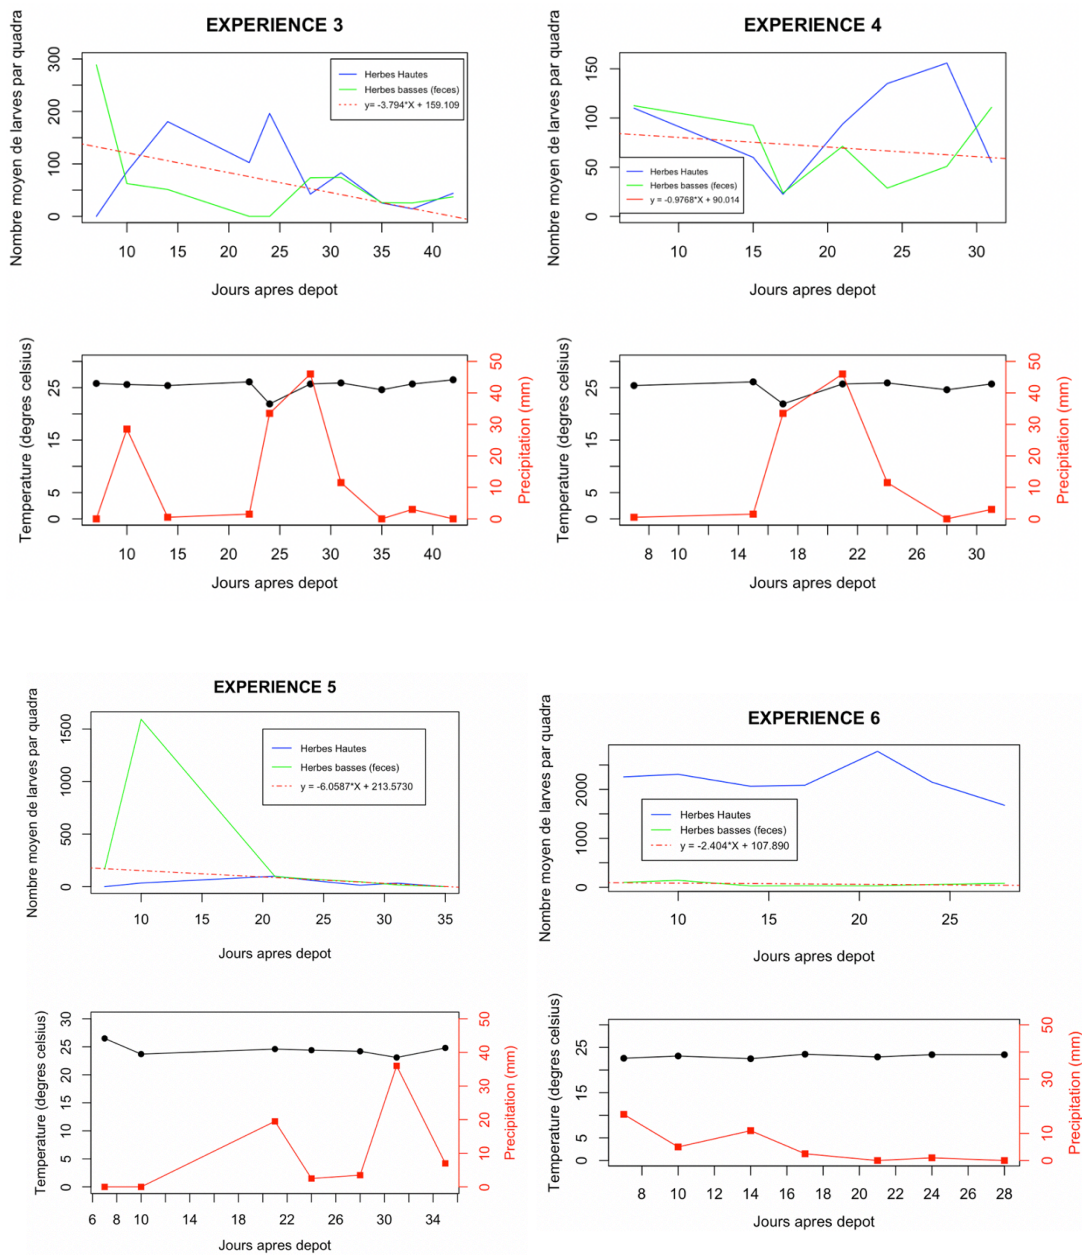 EXPERIENCE 3
Nombre moyen de larves par quadra
0 100 200 300
Herbes Hautes
Herbes basses (feces)
y= -3.794*X + 159.109
10 15 20 25 30 35 40
Jours apres depot
EXPERIENCE 4
Nombre moyen de larves par quadra
0 50 100 150
Herbes Hautes
Herbes basses (feces)
y = -0.9768*X + 90.014
10 15 20 25 30
Jours apres depot
Temperature (degres celsius)
0 5 15 25
Precipitation (mm)
0 10 20 30 40 50
10 15 20 25 30 35 40
Jours apres depot
Temperature (degres celsius)
0 5 15 25
Precipitation (mm)
0 10 20 30 40 50
8 10 14 18 22 26 30
Jours apres depot
EXPERIENCE 5
Nombre moyen de larves par quadra
0 500 1000 1500
Herbes Hautes
Herbes basses (feces)
y = -6.0587*X + 213.5730
10 15 20 25 30 35
Jours apres depot
EXPERIENCE 6
Nombre moyen de larves par quadra
0 1000 2000
Herbes Hautes
Herbes basses (feces)
y = -2.404*X + 107.890
10 15 20 25
Jours apres depot
Temperature (degres celsius)
0 5 10 15 20 25 30
Precipitation (mm)
0 10 20 30 40 50
6 8 10 14 18 22 26 30 34
Jours apres depot
Temperature (degres celsius)
0 5 15 25
Precipitation (mm)
0 10 30 50
8 10 12 14 16 18 20 22 24 26 28
Jours apres depot